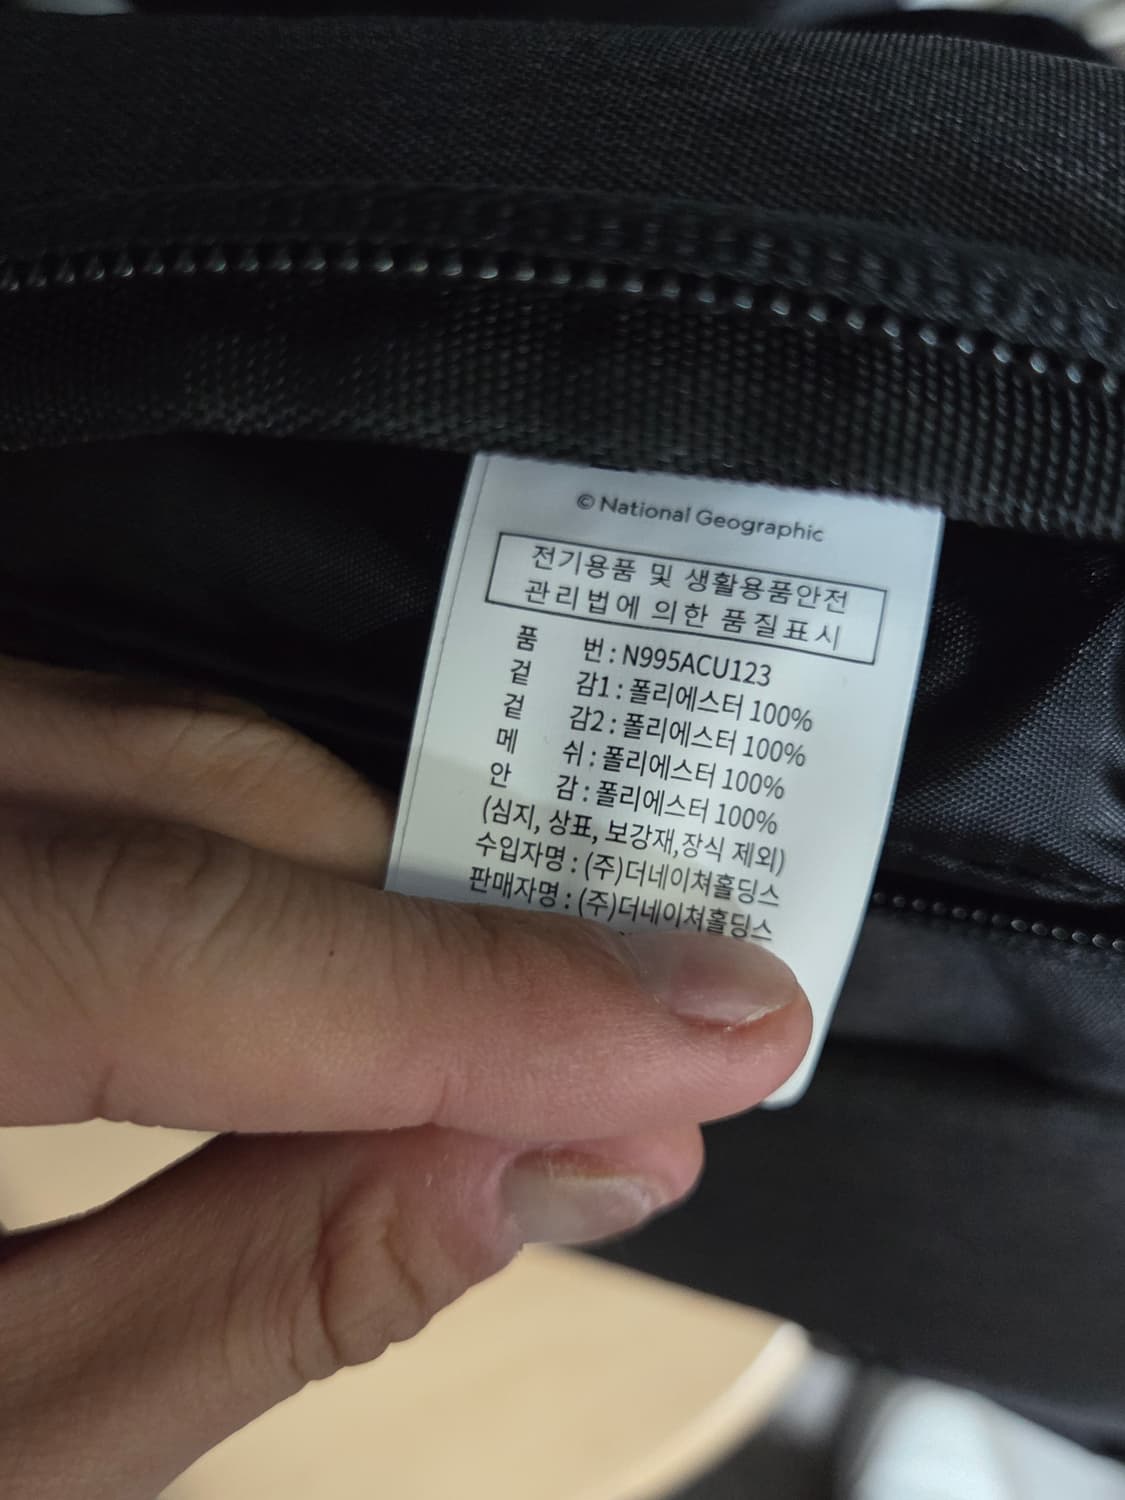 © National Geographic
전기용품 및 생활용품안전
관리법에 의한 품질표시
품 번 : N995ACU123
겉 감1 : 폴리에스터 100%
겉 감2 : 폴리에스터 100%
메 쉬 : 폴리에스터 100%
안 감 : 폴리에스터 100%
(심지, 상표, 보강재,장식 제외)
수입자명 : (주)더네이쳐홀딩스
판매자명 : (주)더네이쳐홀딩스